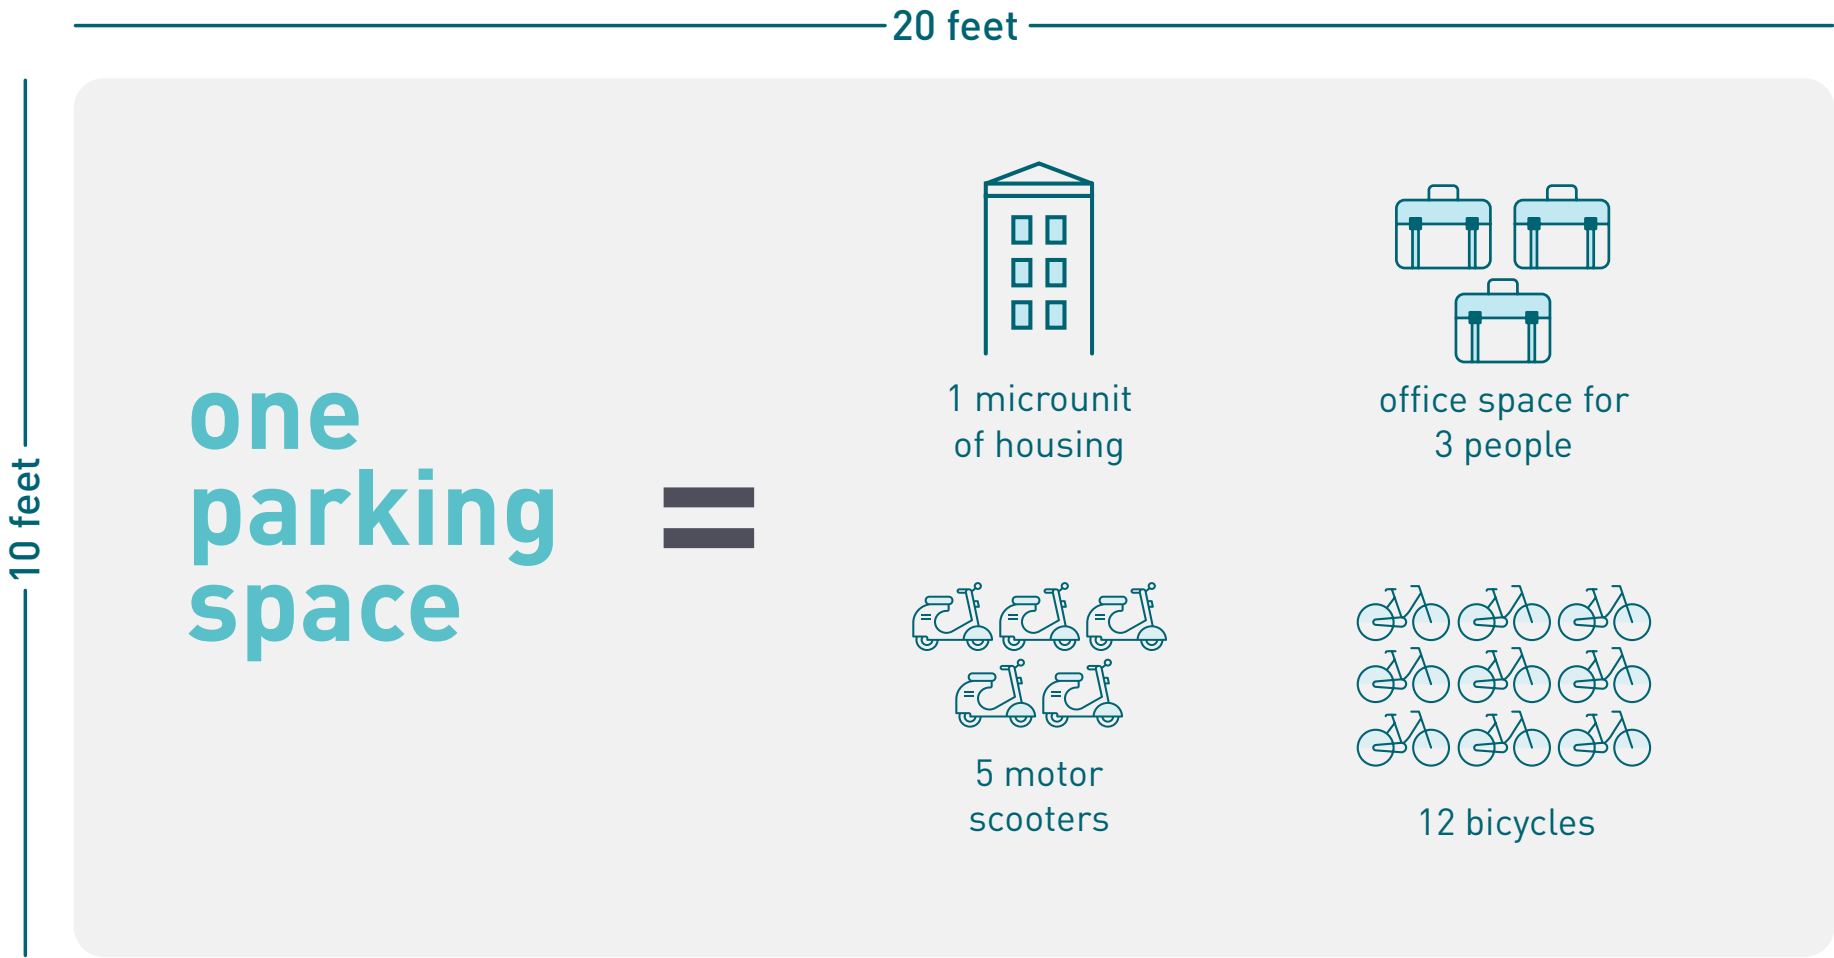 20 feet
10 feet
one
parking
space
=
1 microunit
of housing
office space for
3 people
5 motor
scooters
12 bicycles